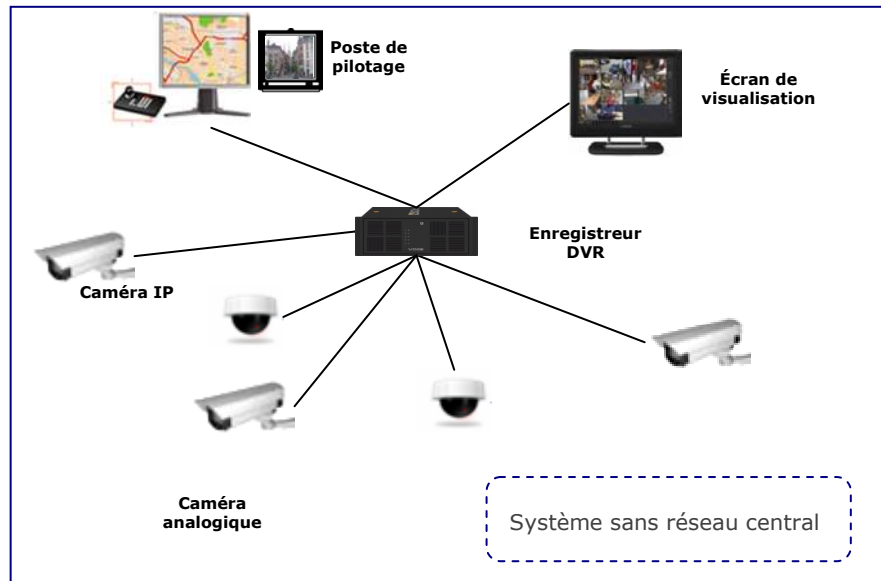 Poste de
pilotage
Écran de
visualisation
Enregistreur
DVR
Caméra IP
Caméra
analogique
Système sans réseau central